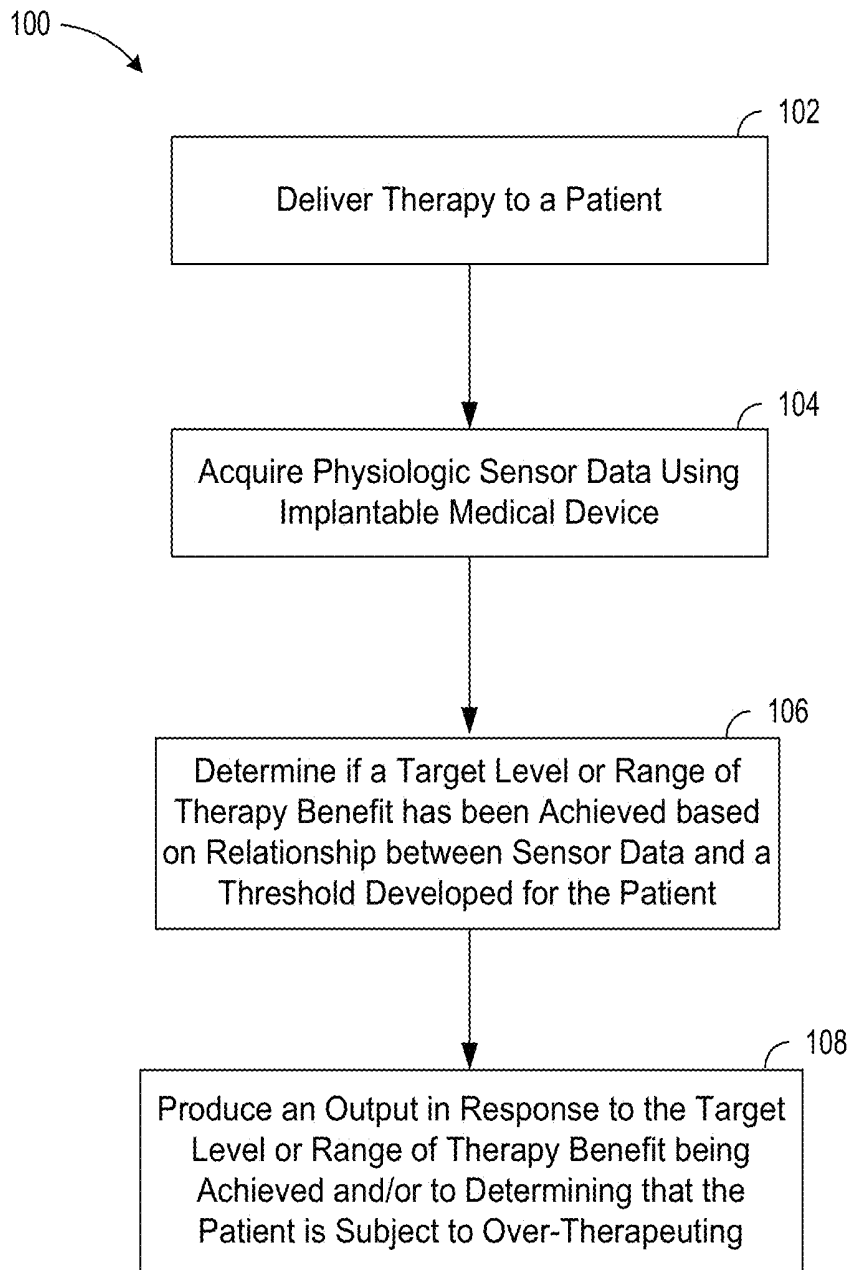 100
102
Deliver Therapy to a Patient
104
Acquire Physiologic Sensor Data Using
Implantable Medical Device
106
Determine if a Target Level or Range of
Therapy Benefit has been Achieved based
on Relationship between Sensor Data and a
Threshold Developed for the Patient
108
Produce an Output in Response to the Target
Level or Range of Therapy Benefit being
Achieved and/or to Determining that the
Patient is Subject to Over-Therapeuting